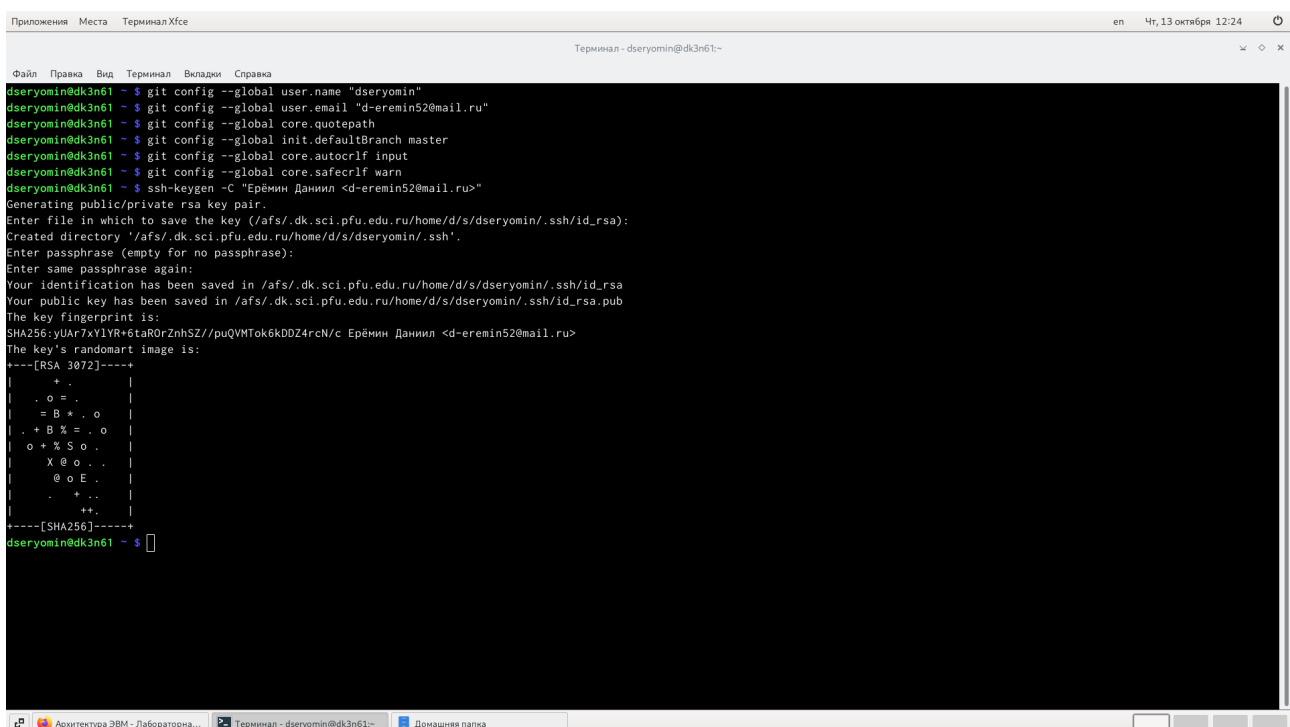 Приложения Места Терминал Xfce en Чт, 13 октября 12:24
Терминал - dseryomin@dk3n61:~
Файл Правка Вид Терминал Вкладки Справка
dseryomin@dk3n61 ~ $ git config --global user.name "dseryomin"
dseryomin@dk3n61 ~ $ git config --global user.email "d-eremin52@mail.ru"
dseryomin@dk3n61 ~ $ git config --global core.quotepath
dseryomin@dk3n61 ~ $ git config --global init.defaultBranch master
dseryomin@dk3n61 ~ $ git config --global core.autocrlf input
dseryomin@dk3n61 ~ $ git config --global core.safecrlf warn
dseryomin@dk3n61 ~ $ ssh-keygen -C "Ерёмин Даниил <d-eremin52@mail.ru>"
Generating public/private rsa key pair.
Enter file in which to save the key (/afs/.dk.sci.pfu.edu.ru/home/d/s/dseryomin/.ssh/id_rsa):
Created directory '/afs/.dk.sci.pfu.edu.ru/home/d/s/dseryomin/.ssh'.
Enter passphrase (empty for no passphrase):
Enter same passphrase again:
Your identification has been saved in /afs/.dk.sci.pfu.edu.ru/home/d/s/dseryomin/.ssh/id_rsa
Your public key has been saved in /afs/.dk.sci.pfu.edu.ru/home/d/s/dseryomin/.ssh/id_rsa.pub
The key fingerprint is:
SHA256:yUAr7xYlYR+6taROrZnhSZ//puQVMTok6kDDZ4rcN/c Ерёмин Даниил <d-eremin52@mail.ru>
The key's randomart image is:
+---[RSA 3072]----+
|      + .        |
|   . o = .       |
|    = B * . o    |
| . + B % = . o   |
|  o + % S o .    |
|     X @ o . .   |
|      @ o E .    |
|     .   + ..    |
|          ++.    |
+----[SHA256]-----+
dseryomin@dk3n61 ~ $
Архитектура ЭВМ - Лабораторна... Терминал - dseryomin@dk3n61:~ Домашняя папка